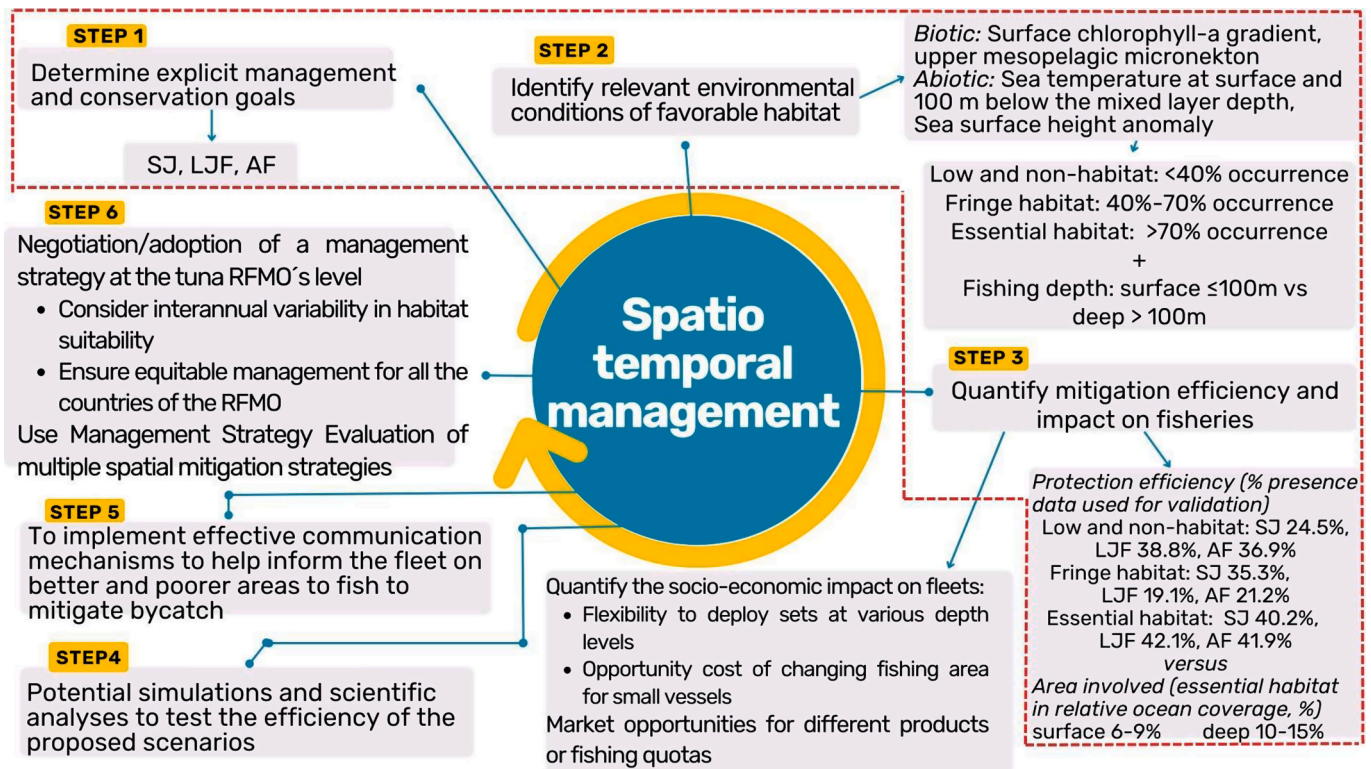 STEP 1
Determine explicit management
and conservation goals
SJ, LJF, AF
STEP 2
Identify relevant environmental
conditions of favorable habitat
Biotic: Surface chlorophyll-a gradient,
upper mesopelagic micronekton
Abiotic: Sea temperature at surface and
100 m below the mixed layer depth,
Sea surface height anomaly
Low and non-habitat: <40% occurrence
Fringe habitat: 40%-70% occurrence
Essential habitat: >70% occurrence
+
Fishing depth: surface ≤100m vs
deep > 100m
Spatio
temporal
management
STEP 3
Quantify mitigation efficiency and
impact on fisheries
Protection efficiency (% presence
data used for validation)
Low and non-habitat: SJ 24.5%,
LJF 38.8%, AF 36.9%
Fringe habitat: SJ 35.3%,
LJF 19.1%, AF 21.2%
Essential habitat: SJ 40.2%,
LJF 42.1%, AF 41.9%
versus
Area involved (essential habitat
in relative ocean coverage, %)
surface 6-9% deep 10-15%
Quantify the socio-economic impact on fleets:
• Flexibility to deploy sets at various depth
levels
• Opportunity cost of changing fishing area
for small vessels
Market opportunities for different products
or fishing quotas
STEP4
Potential simulations and scientific
analyses to test the efficiency of the
proposed scenarios
STEP 5
To implement effective communication
mechanisms to help inform the fleet on
better and poorer areas to fish to
mitigate bycatch
STEP 6
Negotiation/adoption of a management
strategy at the tuna RFMO´s level
• Consider interannual variability in habitat
suitability
• Ensure equitable management for all the
countries of the RFMO
Use Management Strategy Evaluation of
multiple spatial mitigation strategies